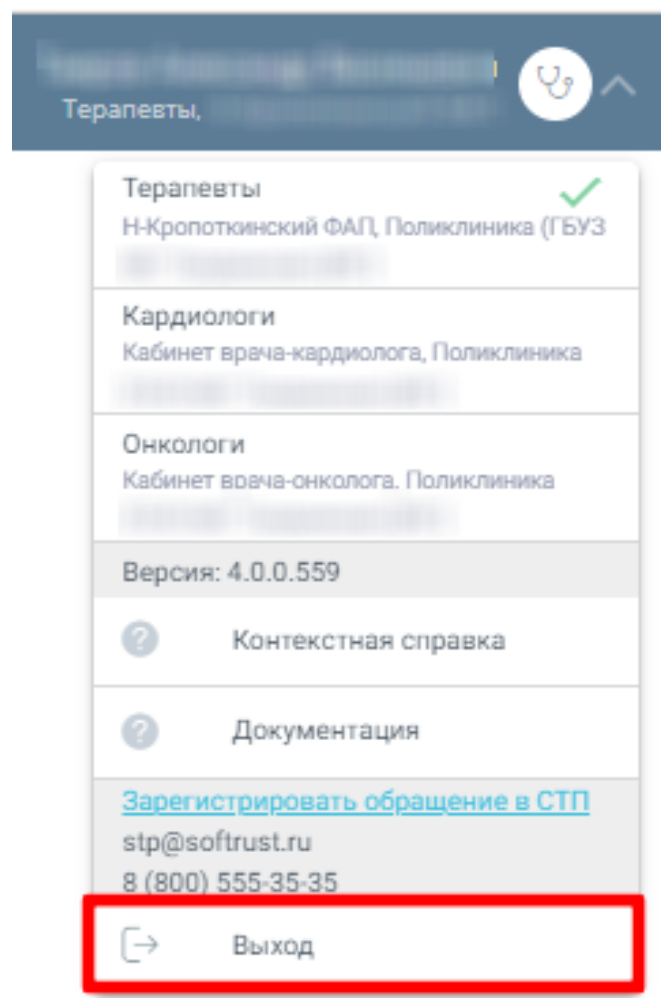 Терапевты,
Терапевты
Н-Кропоткинский ФАП, Поликлиника (ГБУЗ
Кардиологи
Кабинет врача-кардиолога, Поликлиника
Онкологи
Кабинет врача-онколога. Поликлиника
Версия: 4.0.0.559
Контекстная справка
Документация
Зарегистрировать обращение в СТП
stp@softrust.ru
8 (800) 555-35-35
Выход